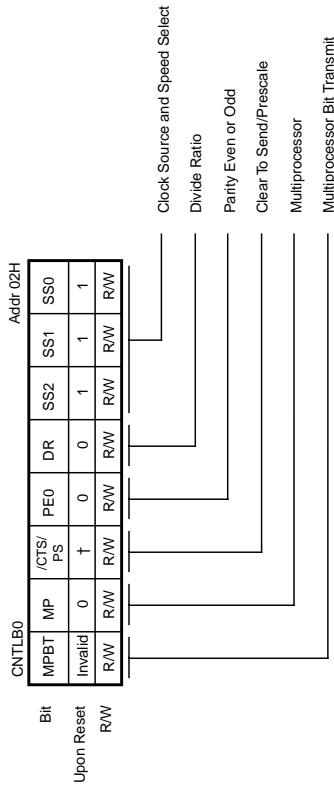 CNTLB0 Addr 02H
Bit MPBT MP /CTS/ PS PE0 DR SS2 SS1 SS0
Upon Reset Invalid 0 † 0 0 1 1 1
R/W R/W R/W R/W R/W R/W R/W R/W R/W
Clock Source and Speed Select
Divide Ratio
Parity Even or Odd
Clear To Send/Prescale
Multiprocessor
Multiprocessor Bit Transmit